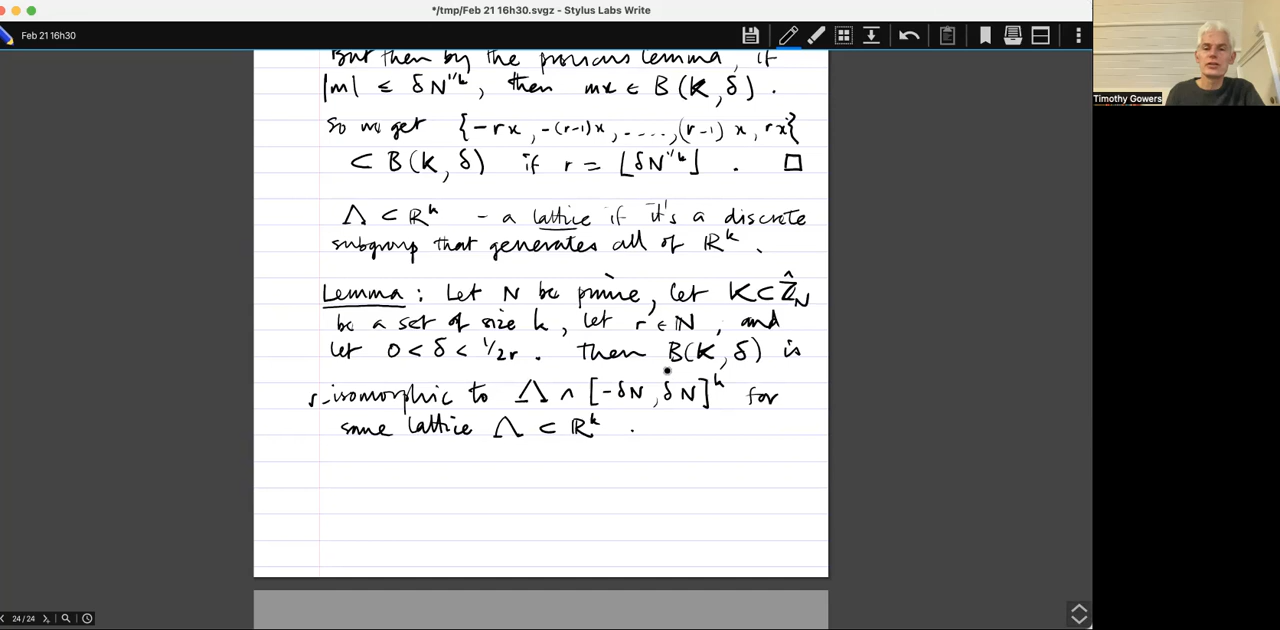 */tmp/Feb 21 16h30.svgz - Stylus Labs Write
Feb 21 16h30
But then by the previous lemma, if
|m| ≤ δN^{1/k}, then mx ∈ B(K, δ).
So we get {-rx, -(r-1)x, ....., (r-1)x, rx}
⊂ B(K, δ) if r = ⌊δN^{1/k}⌋. □
Λ ⊂ ℝ^k - a lattice if it's a discrete
subgroup that generates all of ℝ^k.
Lemma: Let N be prime, let K ⊂ ℤ̂_N
be a set of size k, let r ∈ ℕ, and
let 0 < δ < 1/2r. Then B(K, δ) is
r-isomorphic to Λ ∩ [-δN, δN]^k for
some lattice Λ ⊂ ℝ^k.
Timothy Gowers
24/24